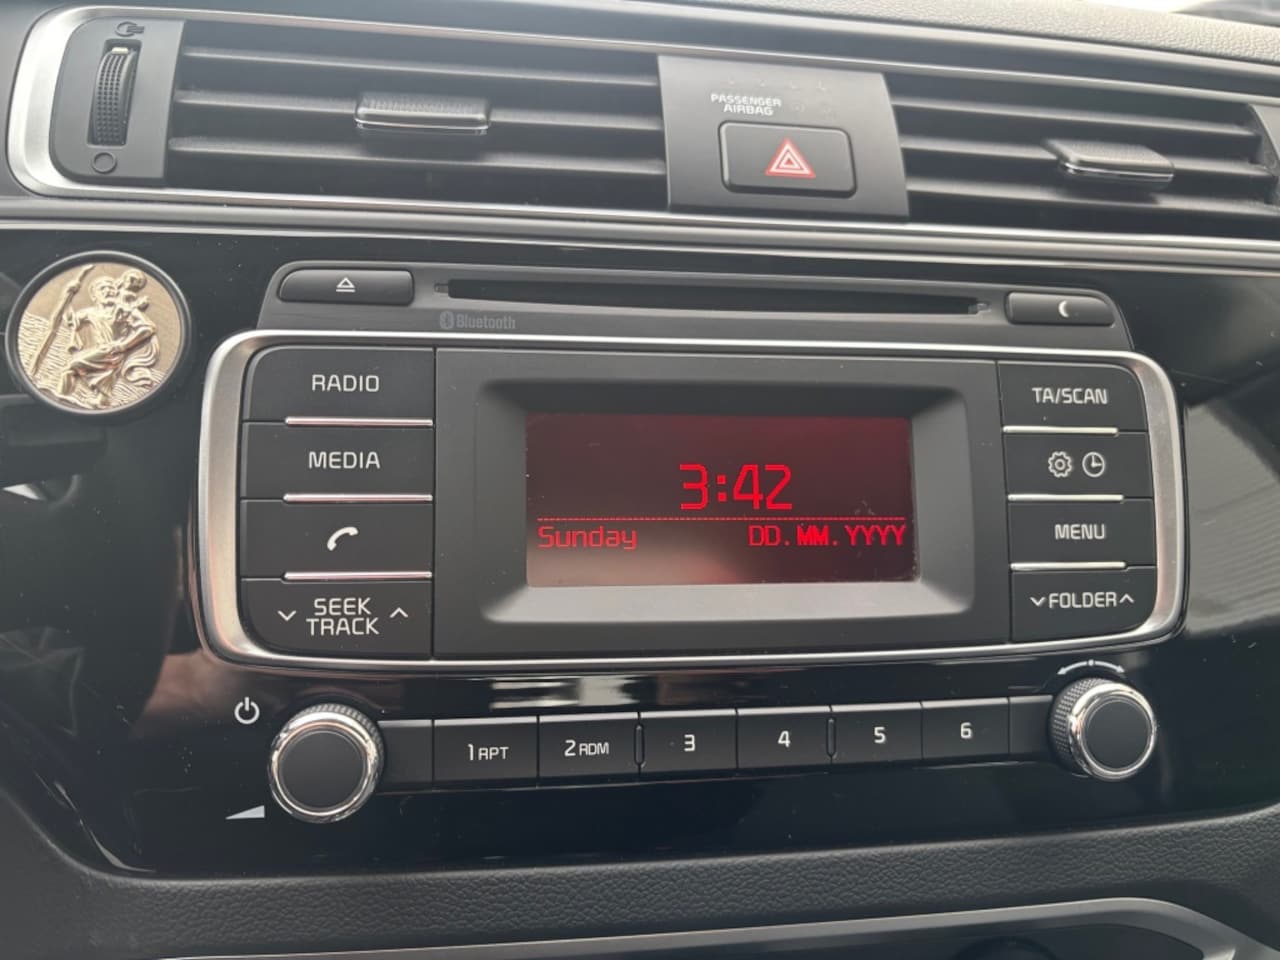 PASSENGER
AIRBAG
Bluetooth
RADIO
MEDIA
SEEK
TRACK
3:42
Sunday DD.MM.YYYY
TA/SCAN
MENU
FOLDER
1 RPT 2 RDM 3 4 5 6